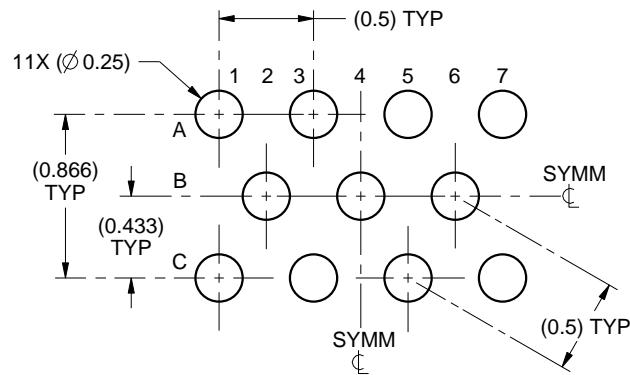 (0.5) TYP
11X (∅ 0.25)
1 2 3 4 5 6 7
A
(0.866)
TYP
B
SYMM
℄
(0.433)
TYP
C
(0.5) TYP
SYMM
℄